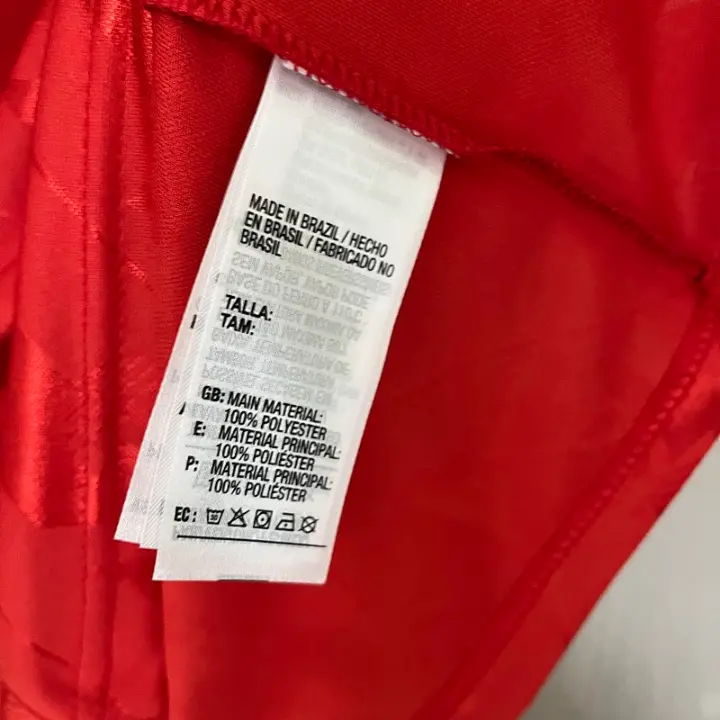 MADE IN BRAZIL / HECHO
EN BRASIL / FABRICADO NO
BRASIL
TALLA:
TAM:
GB: MAIN MATERIAL:
100% POLYESTER
E: MATERIAL PRINCIPAL:
100% POLIÉSTER
P: MATERIAL PRINCIPAL:
100% POLIÉSTER
EC: 30